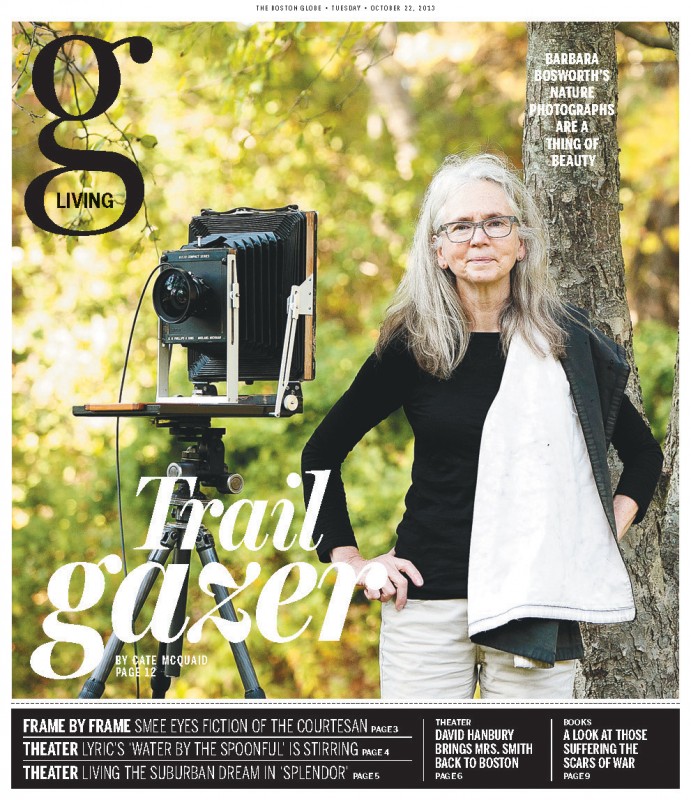 THE BOSTON GLOBE • TUESDAY • OCTOBER 22, 2013
g
LIVING
BARBARA
BOSWORTH'S
NATURE
PHOTOGRAPHS
ARE A
THING OF
BEAUTY
Trail
gazer
BY CATE MCQUAID
PAGE 12
FRAME BY FRAME SMEE EYES FICTION OF THE COURTESAN PAGE 3
THEATER LYRIC'S 'WATER BY THE SPOONFUL' IS STIRRING PAGE 4
THEATER LIVING THE SUBURBAN DREAM IN 'SPLENDOR' PAGE 5
THEATER
DAVID HANBURY
BRINGS MRS. SMITH
BACK TO BOSTON
PAGE 6
BOOKS
A LOOK AT THOSE
SUFFERING THE
SCARS OF WAR
PAGE 9